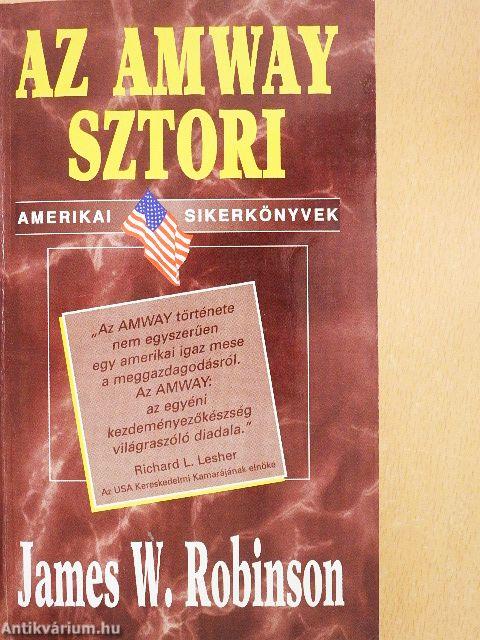 AZ AMWAY
SZTORI
AMERIKAI SIKERKÖNYVEK
„Az AMWAY története
nem egyszerűen
egy amerikai igaz mese
a meggazdagodásról.
Az AMWAY:
az egyéni
kezdeményezőkészség
világraszóló diadala.”
Richard L. Lesher
Az USA Kereskedelmi Kamarájának elnöke
James W. Robinson
Antikvárium.hu